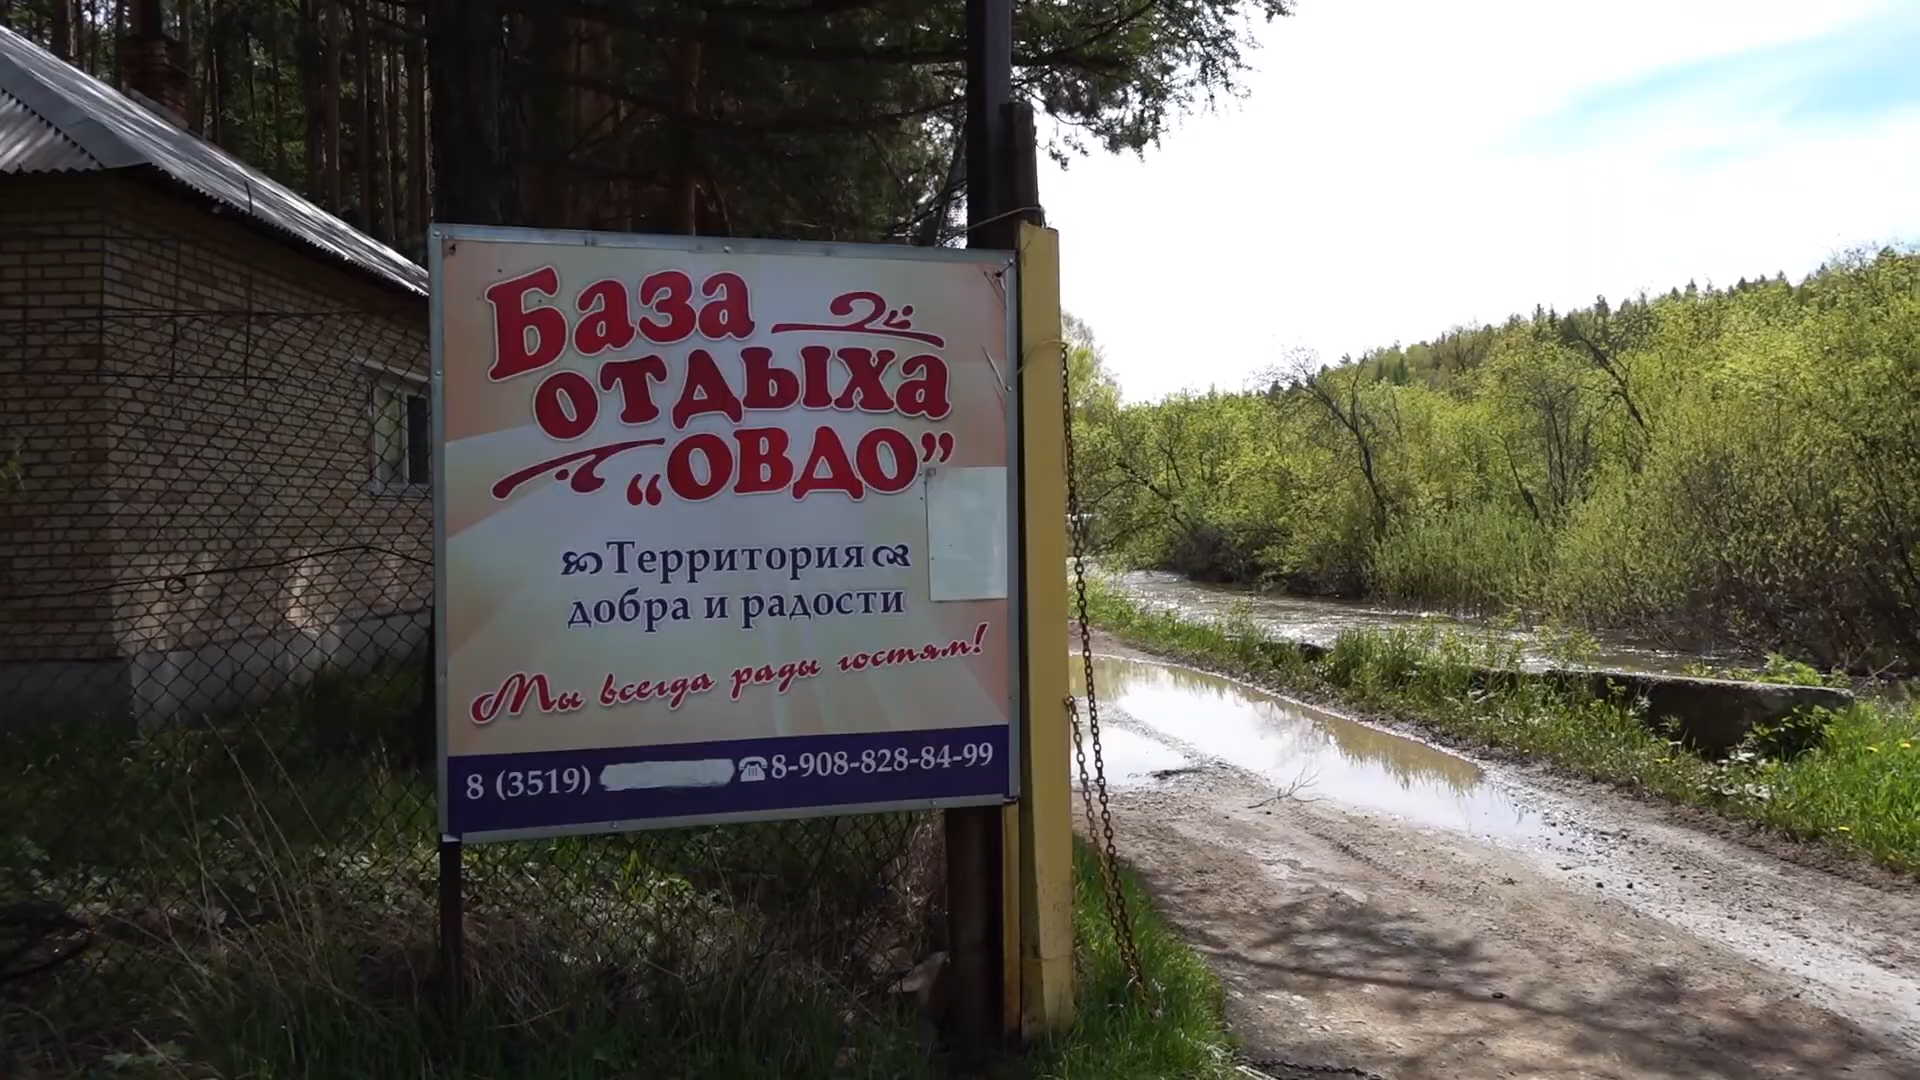 База
отдыха
“ОВДО”
Территория
добра и радости
Мы всегда рады гостям!
8 (3519) ☎8-908-828-84-99